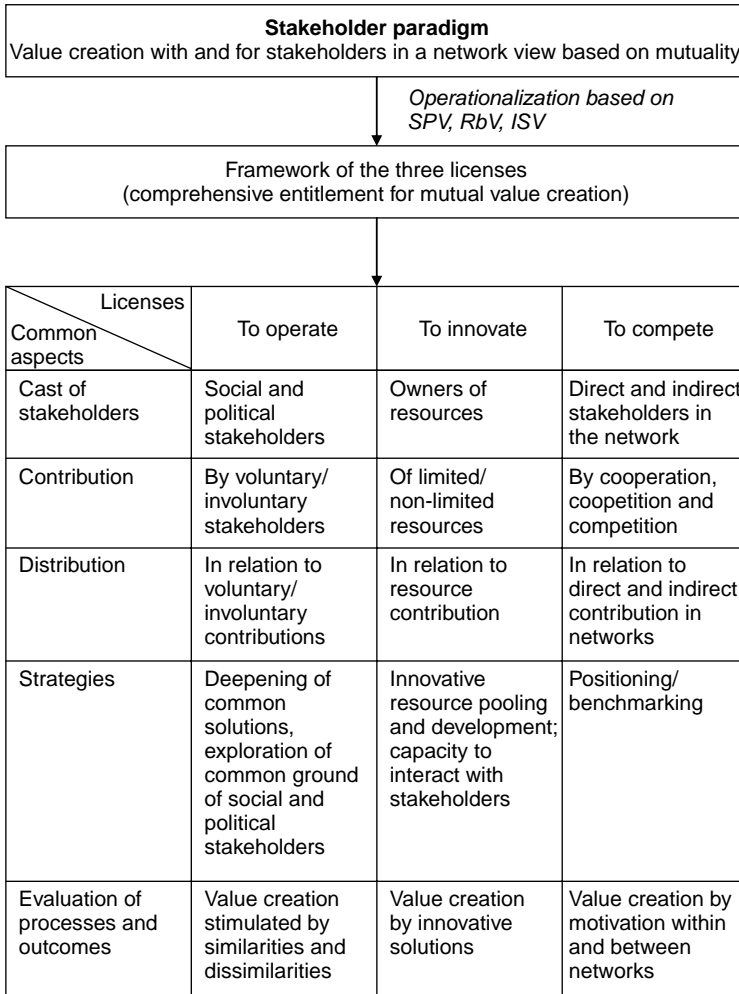 Stakeholder paradigm
Value creation with and for stakeholders in a network view based on mutuality
Operationalization based on
SPV, RbV, ISV
Framework of the three licenses
(comprehensive entitlement for mutual value creation)
Licenses
Common
aspects
To operate
To innovate
To compete
Cast of
stakeholders
Social and
political
stakeholders
Owners of
resources
Direct and indirect
stakeholders in
the network
Contribution
By voluntary/
involuntary
stakeholders
Of limited/
non-limited
resources
By cooperation,
coopetition and
competition
Distribution
In relation to
voluntary/
involuntary
contributions
In relation to
resource
contribution
In relation to
direct and indirect
contribution in
networks
Strategies
Deepening of
common
solutions,
exploration of
common ground
of social and
political
stakeholders
Innovative
resource pooling
and development;
capacity to
interact with
stakeholders
Positioning/
benchmarking
Evaluation of
processes and
outcomes
Value creation
stimulated by
similarities and
dissimilarities
Value creation
by innovative
solutions
Value creation by
motivation within
and between
networks